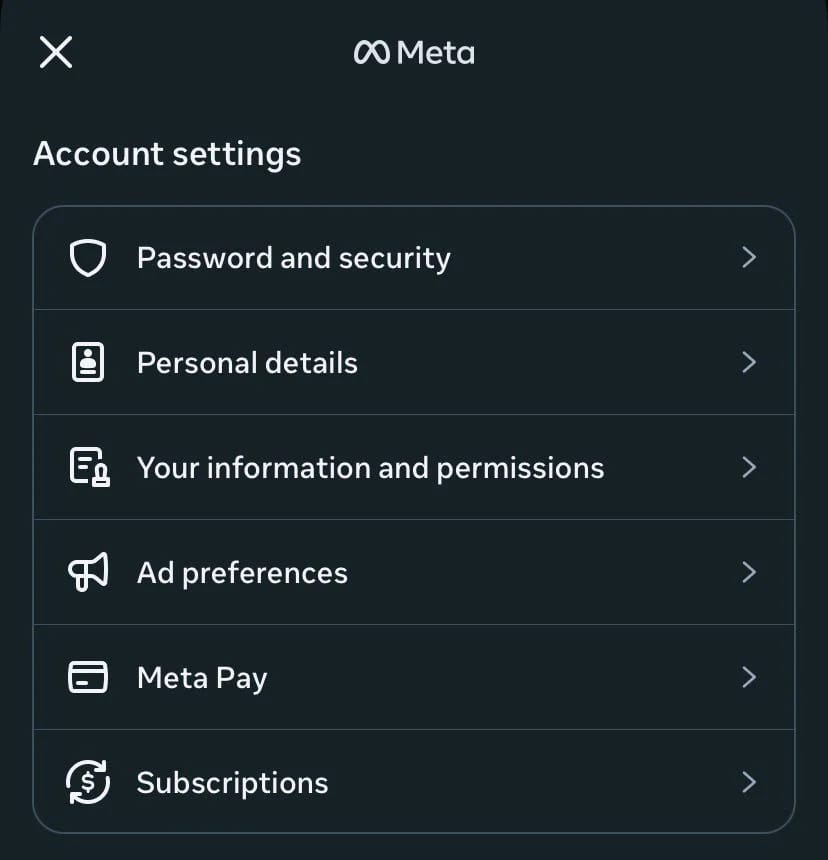 Meta
Account settings
Password and security
Personal details
Your information and permissions
Ad preferences
Meta Pay
Subscriptions